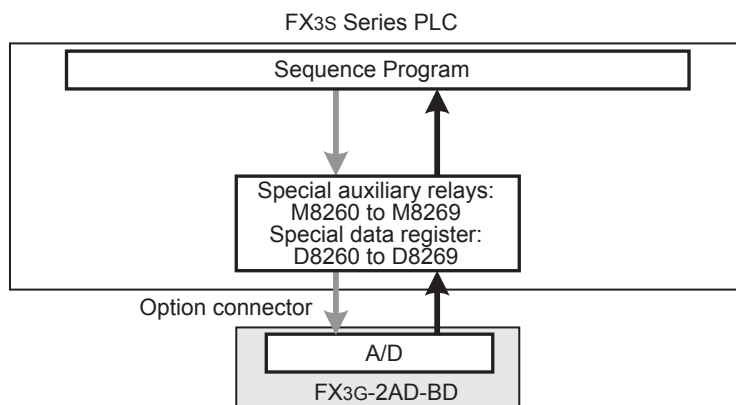 FX3S Series PLC
Sequence Program
Special auxiliary relays:
M8260 to M8269
Special data register:
D8260 to D8269
Option connector
A/D
FX3G-2AD-BD